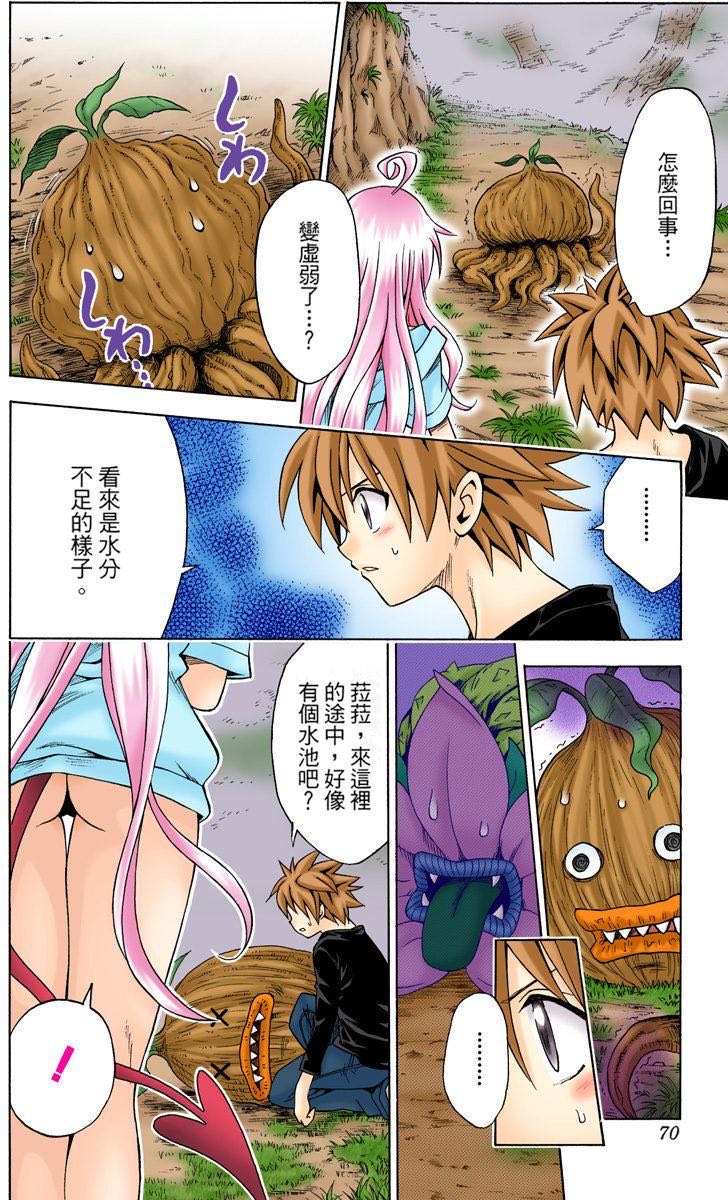 怎麼回事…
變虛弱了…？
しわ
しわ…
………
看來是水分
不足的樣子。
………
菈菈，來這裡
的途中，好像
有個水池吧？
！
70